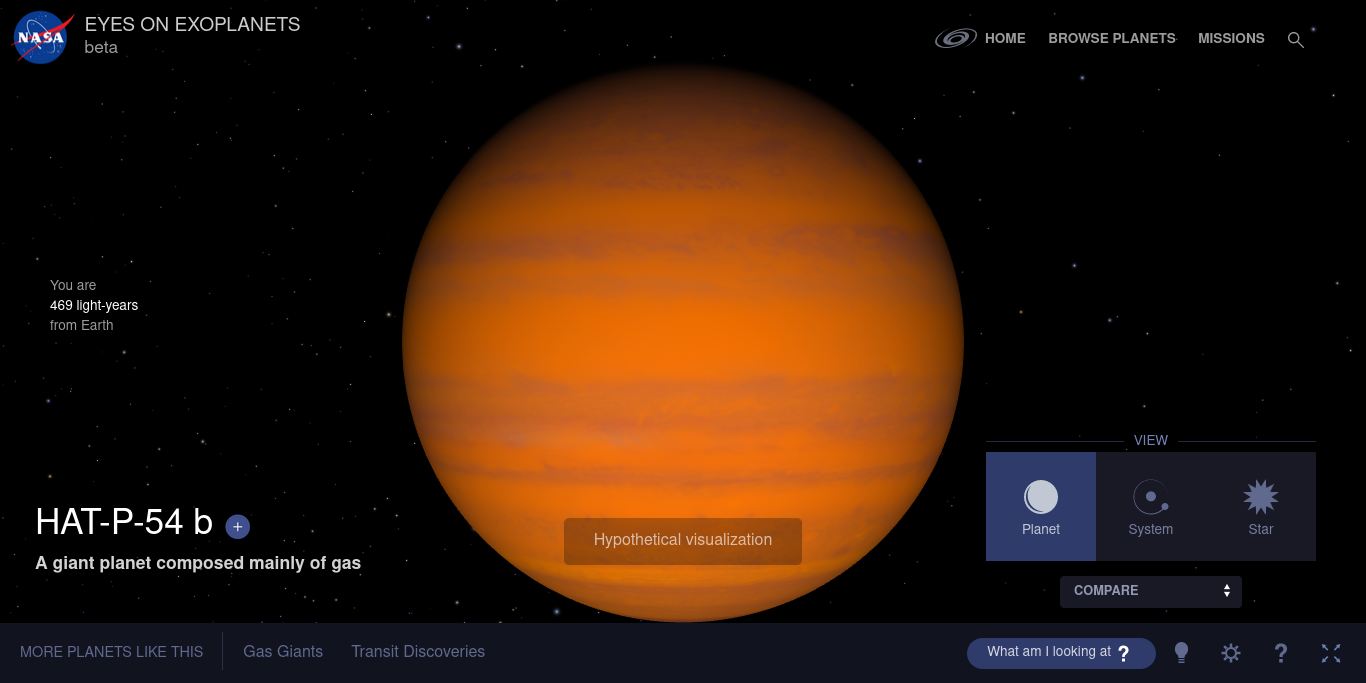 NASA
EYES ON EXOPLANETS
beta
HOME
BROWSE PLANETS
MISSIONS
You are
469 light-years
from Earth
VIEW
Planet
System
Star
HAT-P-54 b +
A giant planet composed mainly of gas
Hypothetical visualization
COMPARE
MORE PLANETS LIKE THIS
Gas Giants
Transit Discoveries
What am I looking at ?
?